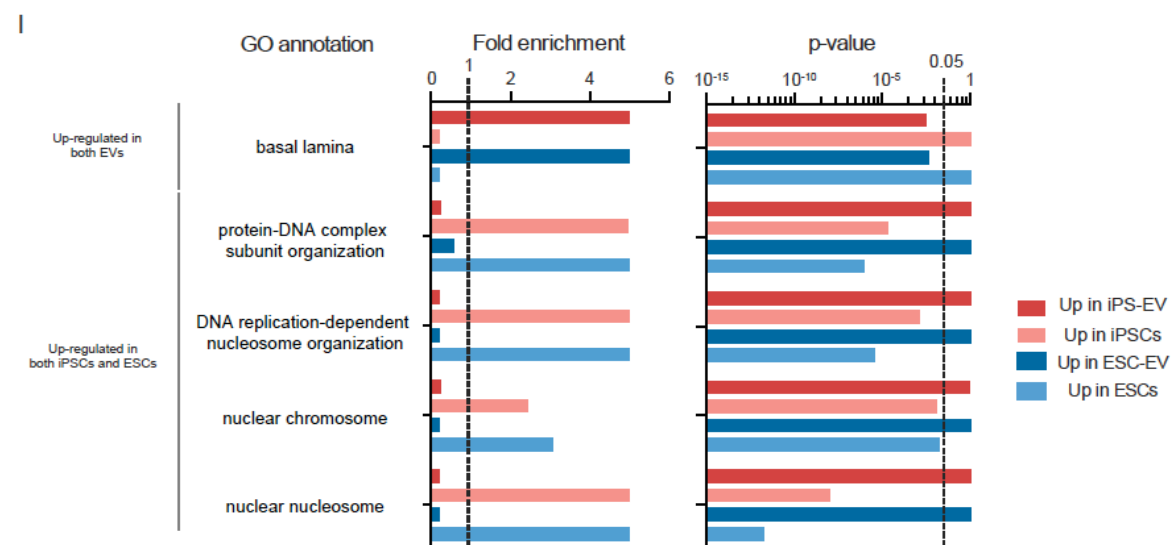 I
GO annotation
Fold enrichment
p-value
0 1 2 4 6
10-15 10-10 10-5 0.05 1
Up-regulated in
both EVs
basal lamina
protein-DNA complex
subunit organization
DNA replication-dependent
nucleosome organization
Up-regulated in
both iPSCs and ESCs
nuclear chromosome
nuclear nucleosome
Up in iPS-EV
Up in iPSCs
Up in ESC-EV
Up in ESCs